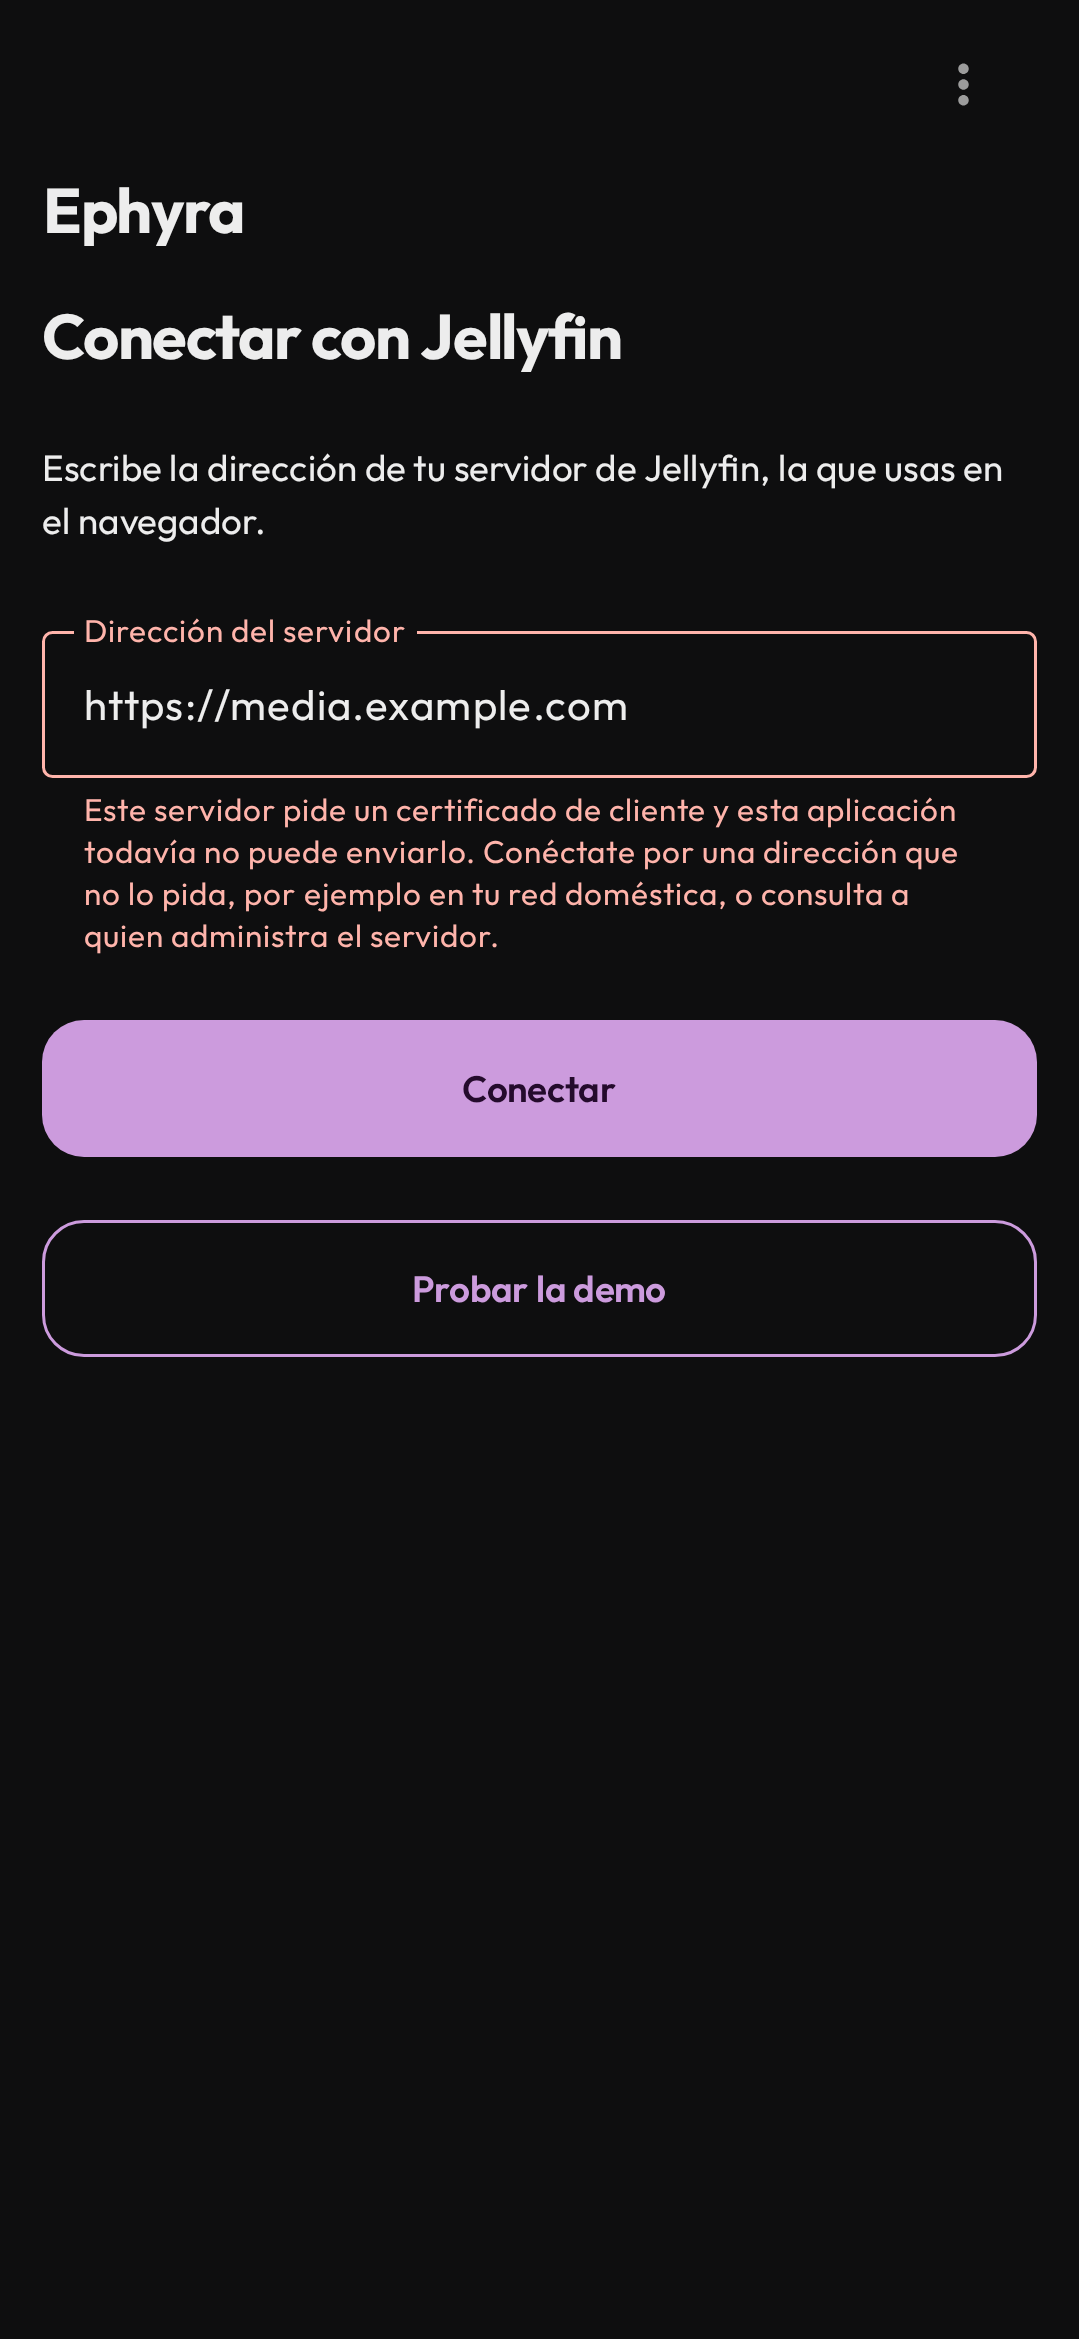 Ephyra
Conectar con Jellyfin
Escribe la dirección de tu servidor de Jellyfin, la que usas en
el navegador.
Dirección del servidor
https://media.example.com
Este servidor pide un certificado de cliente y esta aplicación
todavía no puede enviarlo. Conéctate por una dirección que
no lo pida, por ejemplo en tu red doméstica, o consulta a
quien administra el servidor.
Conectar
Probar la demo